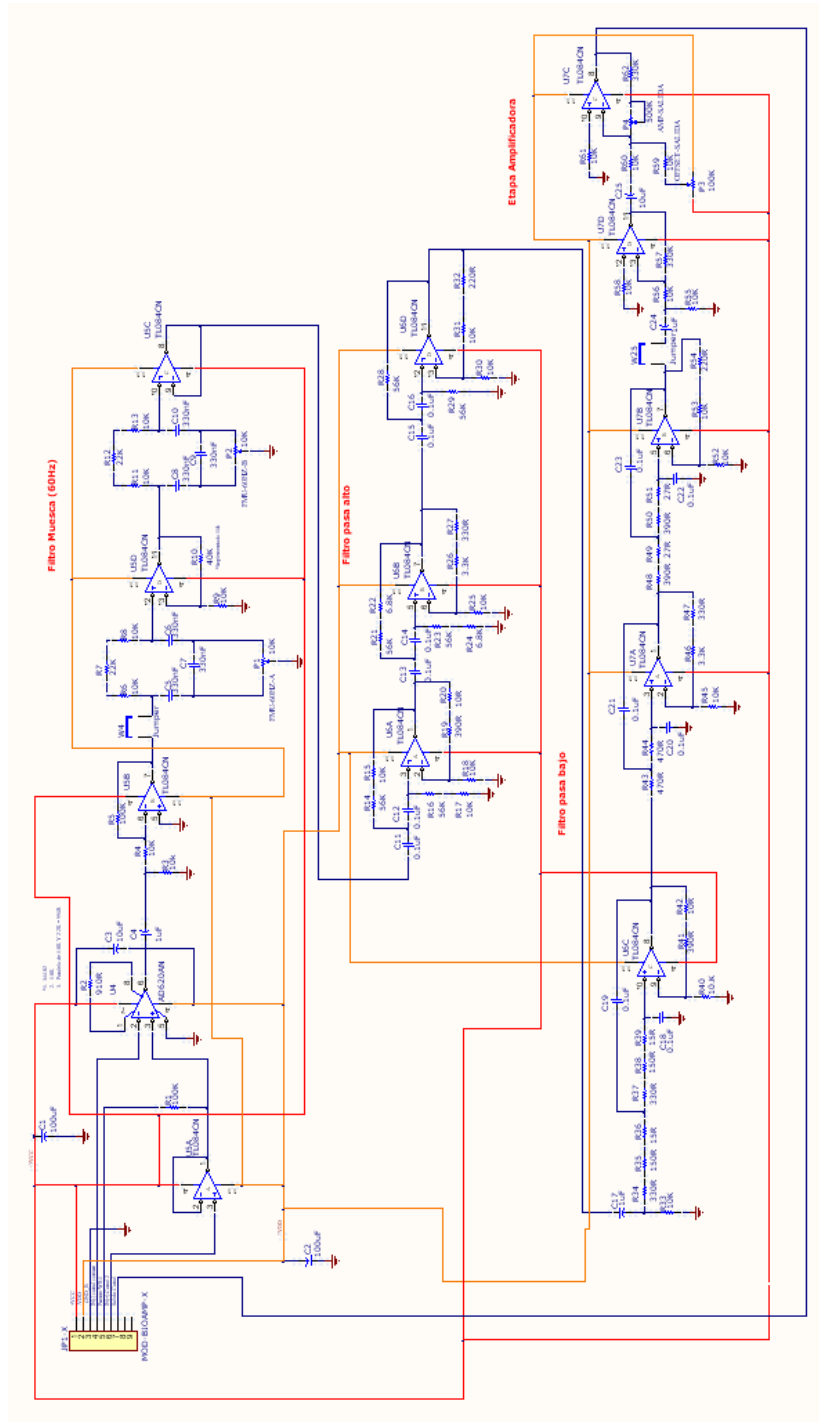 Filtro Muesca (60Hz)
JP1-X
MOD-BIOAMP-X
C1
100uF
C2
100uF
U5A
TL084CN
R1
100K
R2
910R
U4
AD620AN
C3
10uF
C4
1uF
R3
10k
R4
10K
R5
100K
U5B
TL084CN
W4
Jumper
R6
10K
R7
22K
R8
10K
C5
330nF
C6
330nF
C7
330nF
P1
10K
U5D
TL084CN
R9
R10
40K
R11
10K
R12
22K
R13
10K
C8
330nF
C9
330nF
C10
330nF
P2
10K
U5C
TL084CN
Filtro pasa alto
C11
0.1uF
C12
0.1uF
R14
56K
R15
10K
R16
56K
R17
10K
U6A
TL084CN
R18
10K
R19
390R
R20
10R
C13
0.1uF
C14
0.1uF
R21
56K
R22
6.8K
R23
56K
R24
6.8K
U6B
TL084CN
R25
10K
R26
3.3K
R27
330R
C15
0.1uF
C16
0.1uF
R28
56K
R29
56K
U6D
TL084CN
R30
10K
R31
10K
R32
220R
Filtro pasa bajo
C17
1uF
R33
10K
R34
330R
R35
150R
R36
15R
R37
330R
R38
150R
R39
15R
C18
0.1uF
C19
0.1uF
U6C
TL084CN
R40
10.K
R41
390R
R42
10R
R43
470R
R44
470R
C20
0.1uF
C21
0.1uF
U7A
TL084CN
R45
10K
R46
3.3K
R47
330R
R48
390R
R49
27R
R50
390R
R51
27R
C22
0.1uF
C23
0.1uF
U7B
TL084CN
R52
10K
R53
10K
R54
220R
W25
Jumper
Etapa Amplificadora
C24
1uF
R55
10K
R56
10K
R57
330K
R58
10K
U7D
TL084CN
C25
10uF
R59
10K
OFFSET-SALIDA
P3
100K
R60
10K
R61
10K
P4
500K
AMP-SALIDA
R62
330K
U7C
TL084CN